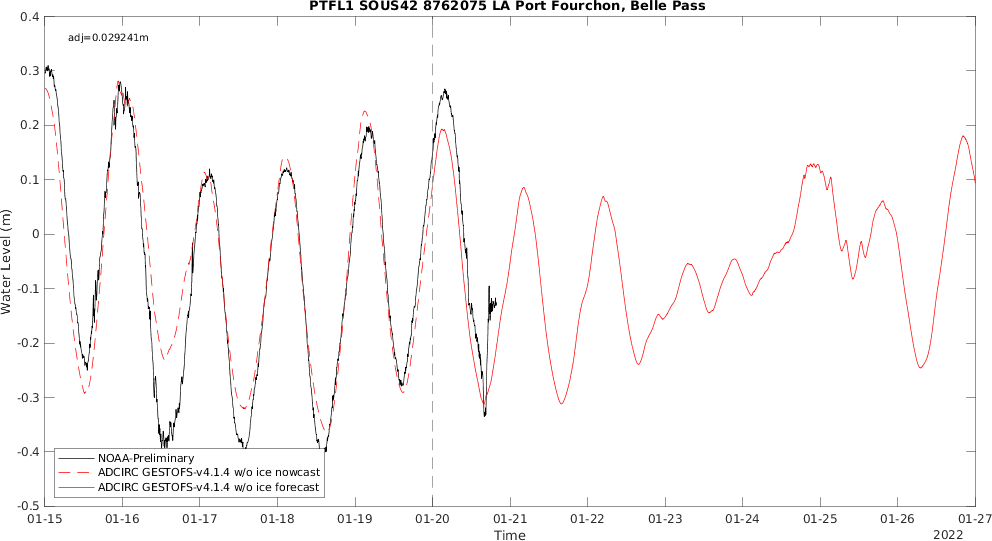 PTFL1 SOUS42 8762075 LA Port Fourchon, Belle Pass
adj=0.029241m
0.4
0.3
0.2
0.1
0
-0.1
-0.2
-0.3
-0.4
-0.5
Water Level (m)
NOAA-Preliminary
ADCIRC GESTOFS-v4.1.4 w/o ice nowcast
ADCIRC GESTOFS-v4.1.4 w/o ice forecast
01-15 01-16 01-17 01-18 01-19 01-20 01-21 01-22 01-23 01-24 01-25 01-26 01-27
Time
2022